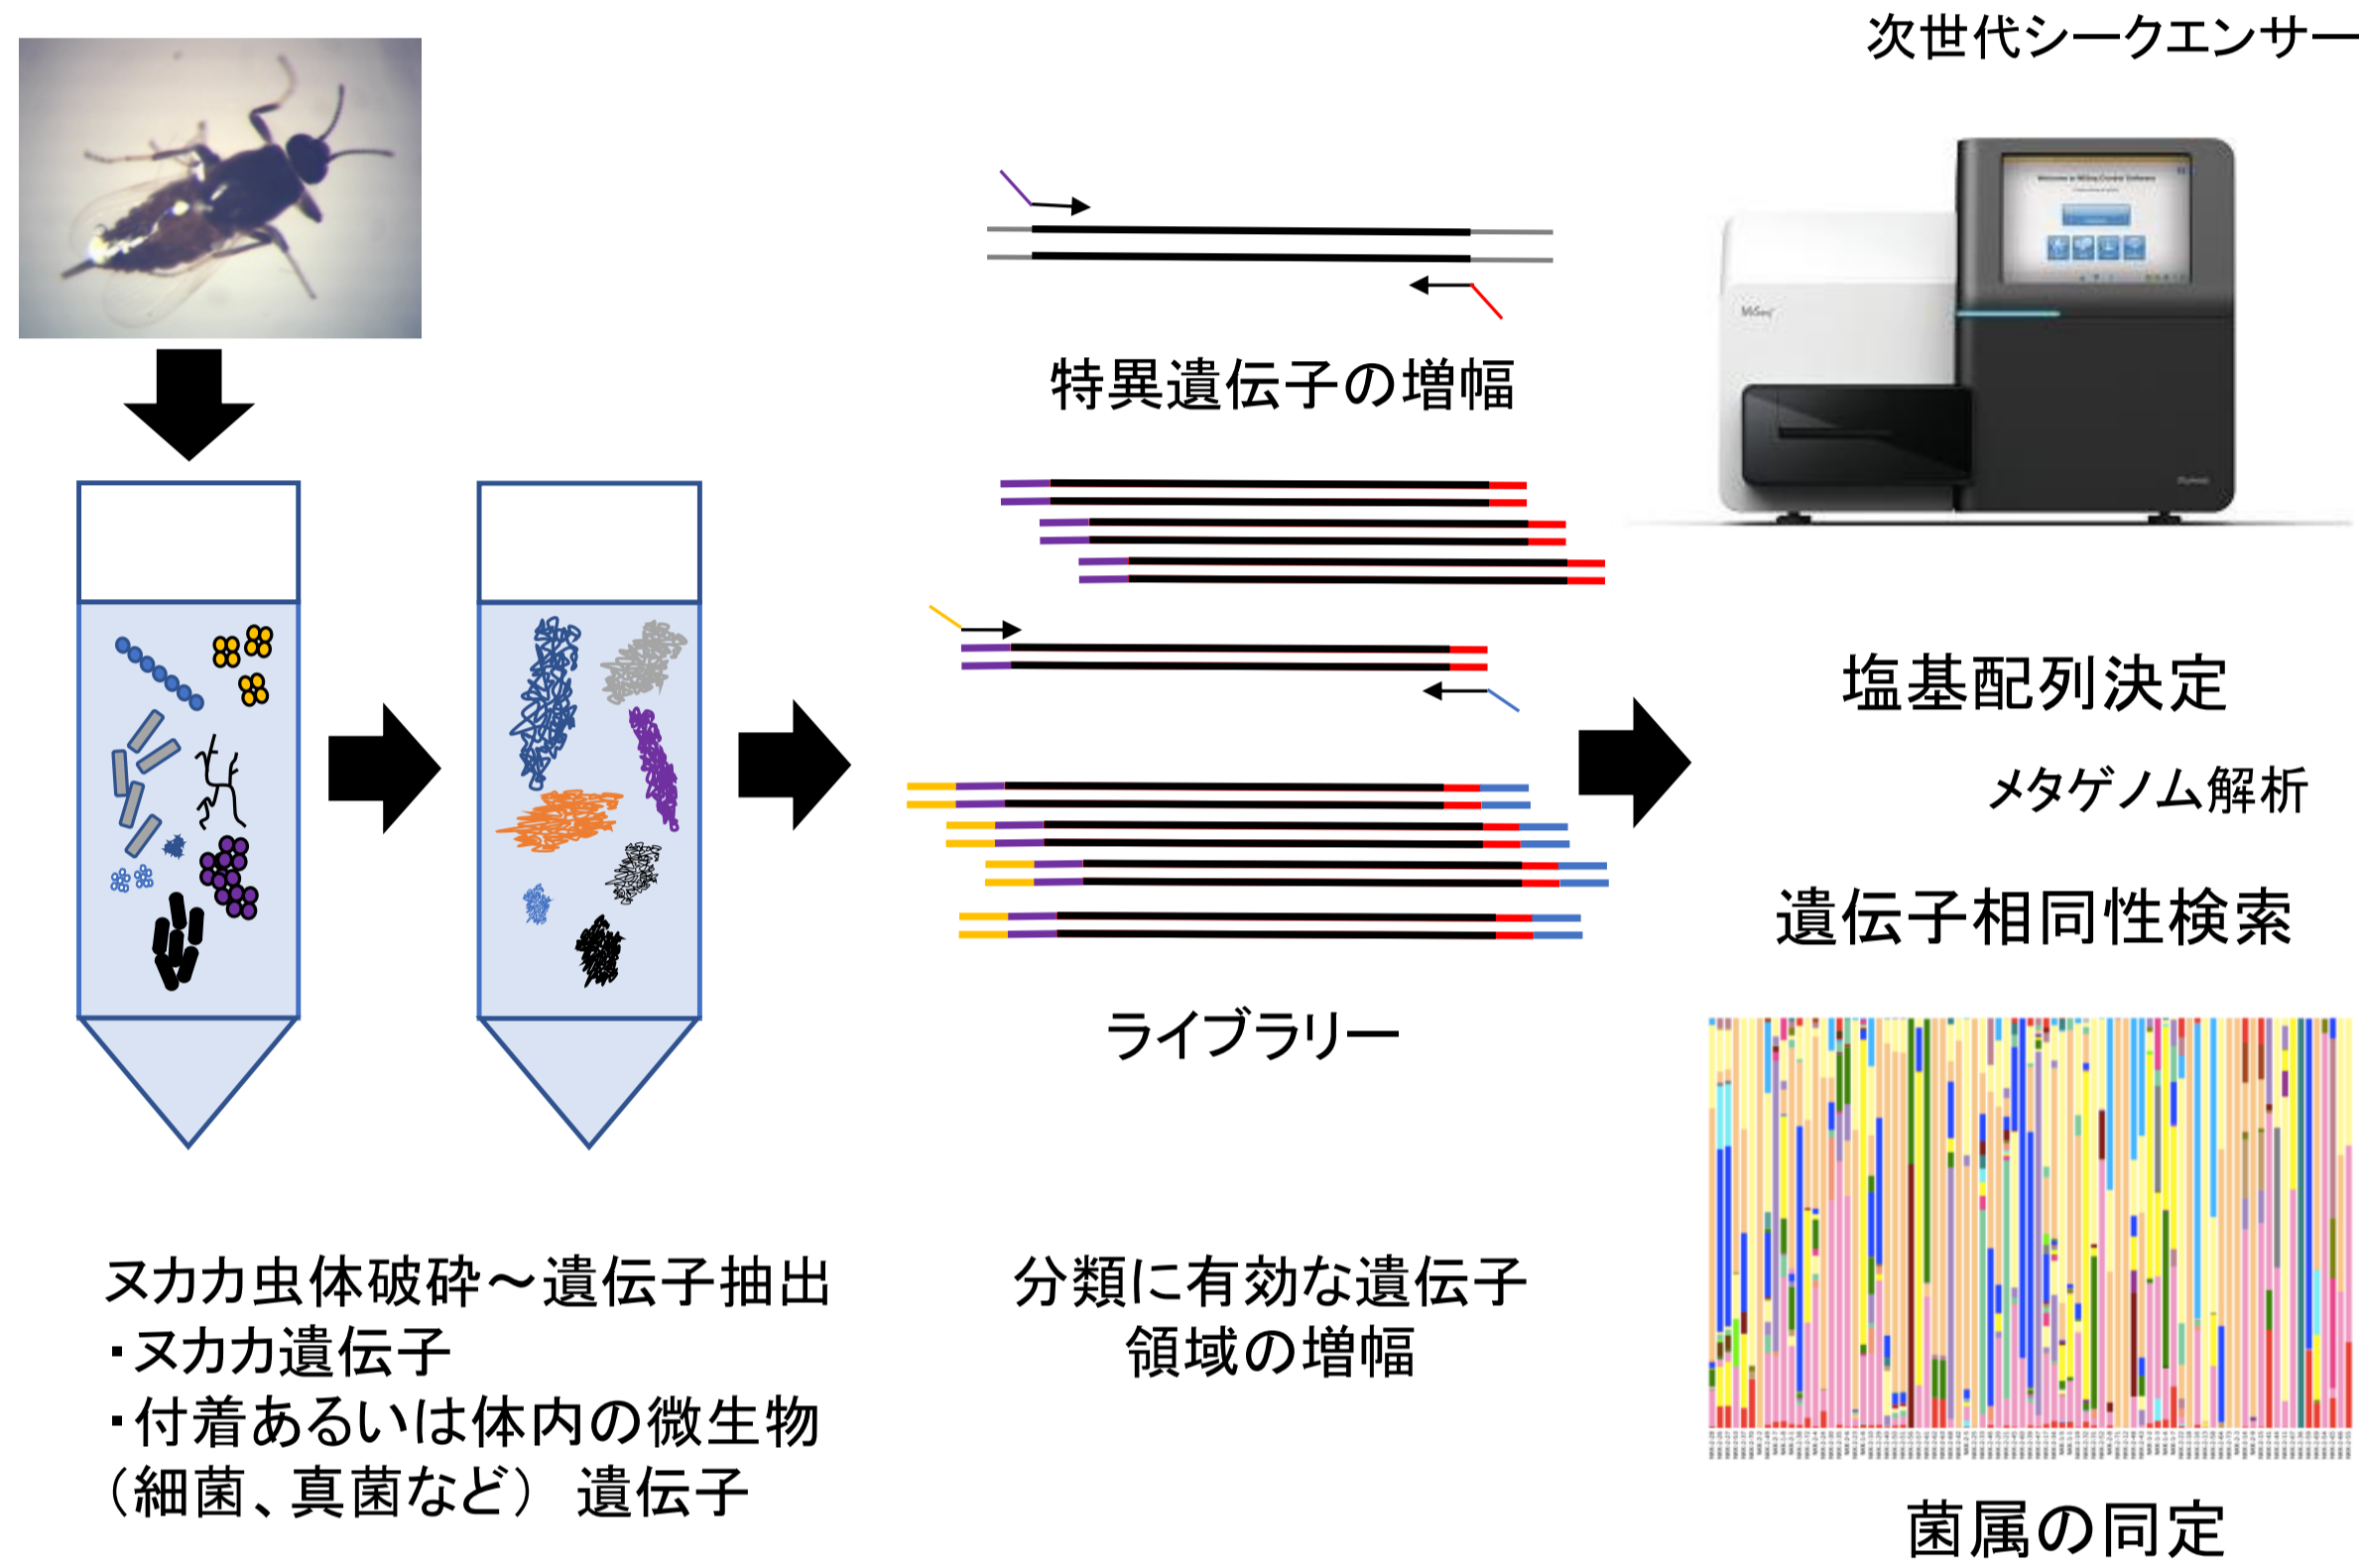 次世代シークエンサー
MiSeq
特異遺伝子の増幅
塩基配列決定
メタゲノム解析
遺伝子相同性検索
ライブラリー
ヌカカ虫体破砕～遺伝子抽出
・ヌカカ遺伝子
・付着あるいは体内の微生物
（細菌、真菌など） 遺伝子
分類に有効な遺伝子
領域の増幅
菌属の同定